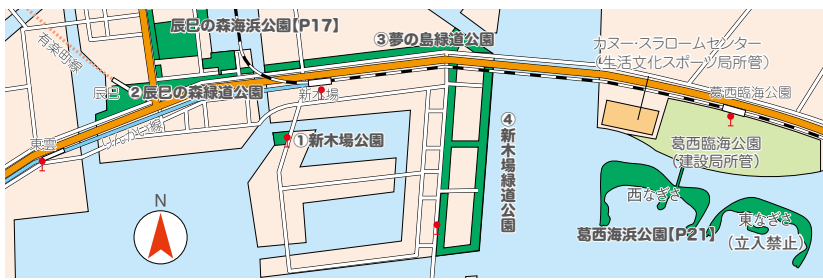 辰巳の森海浜公園【P17】
③夢の島緑道公園
カヌー・スラロームセンター
（生活文化スポーツ局所管）
有楽町線
辰巳
②辰巳の森緑道公園
新木場
葛西臨海公園
東雲
りんかい線
①新木場公園
④新木場緑道公園
葛西臨海公園
（建設局所管）
西なぎさ
東なぎさ
（立入禁止）
葛西海浜公園【P21】
N